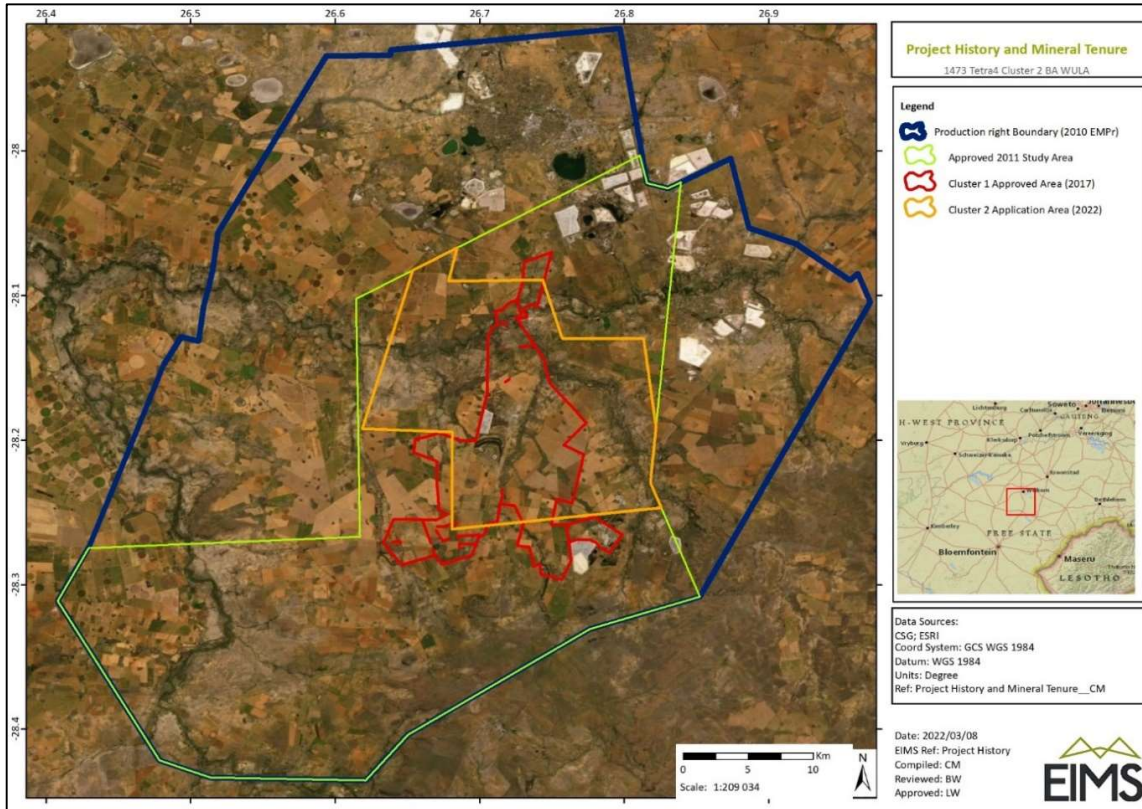 26.4
26.5
26.6
26.7
26.8
26.9
-28
-28.1
-28.2
-28.3
-28.4
Project History and Mineral Tenure
1473 Tetra4 Cluster 2 BA WULA
Legend
Production right Boundary (2010 EMPr)
Approved 2011 Study Area
Cluster 1 Approved Area (2017)
Cluster 2 Application Area (2022)
Lichtenburg
Soweto
GAUTENG
H-WEST PROVINCE
Klerksdorp
Vereeniging
Vryburg
Kroonstad
Welkom
Bethlehem
Kimberley
FREE STATE
Bloemfontein
Maseru
LESOTHO
Data Sources:
CSG; ESRI
Coord System: GCS WGS 1984
Datum: WGS 1984
Units: Degree
Ref: Project History and Mineral Tenure__CM
Km
0 5 10
Scale: 1:209 034
N
Date: 2022/03/08
EIMS Ref: Project History
Compiled: CM
Reviewed: BW
Approved: LW
EIMS